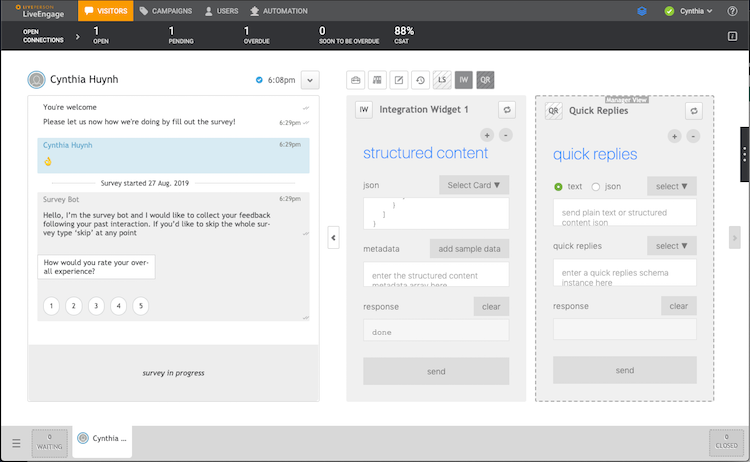 LIVEPERSON
LiveEngage
VISITORS
CAMPAIGNS
USERS
AUTOMATION
Cynthia
OPEN
CONNECTIONS
1
OPEN
1
PENDING
1
OVERDUE
0
SOON TO BE OVERDUE
88%
CSAT
Cynthia Huynh
6:08pm
LS
IW
QR
You're welcome
Please let us now how we're doing by fill out the survey!
6:29pm
Cynthia Huynh
6:29pm
Survey started 27 Aug, 2019
Survey Bot
6:29pm
Hello, I'm the survey bot and I would like to collect your feedback
following your past interaction. If you'd like to skip the whole sur-
vey type 'skip' at any point
How would you rate your over-
all experience?
1 2 3 4 5
survey in progress
IW
Integration Widget 1
+ -
structured content
json
Select Card ▼
}
]
}
metadata
add sample data
enter the structured content
metadata array here
response
clear
done
send
Manager View
QR
Quick Replies
+ -
quick replies
text
json
select ▼
send plain text or structured
content json
quick replies
select ▼
enter a quick replies schema
instance here
response
clear
send
0
WAITING
Cynthia ...
0
CLOSED